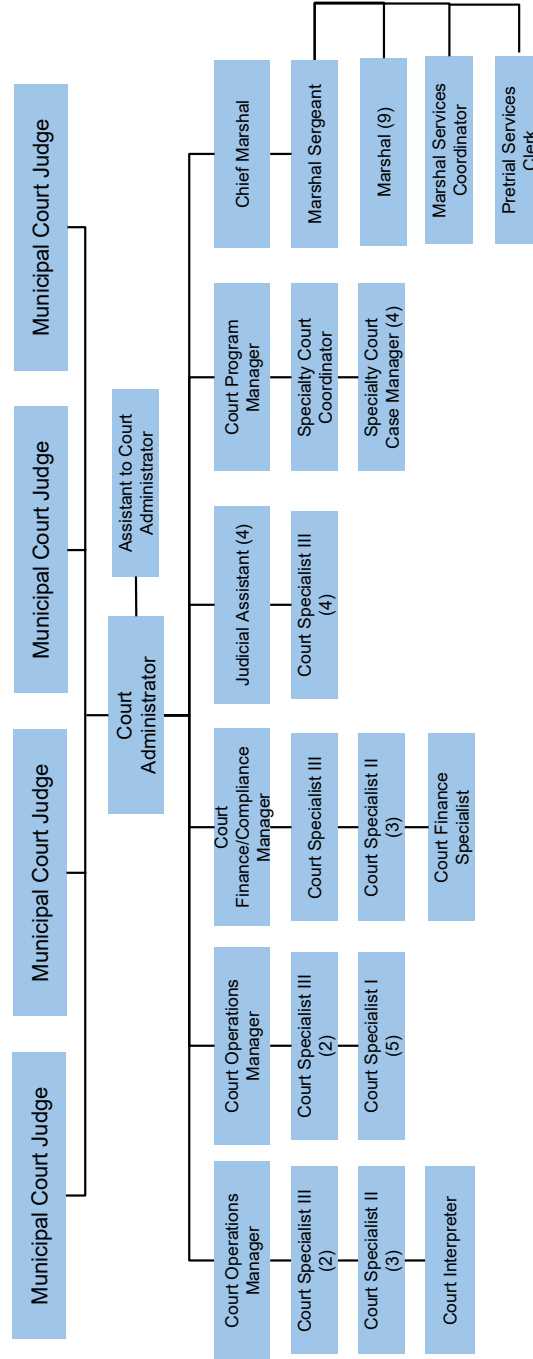 Municipal Court Judge
Municipal Court Judge
Municipal Court Judge
Municipal Court Judge
Court
Administrator
Assistant to Court
Administrator
Court Operations
Manager
Court Specialist III
(2)
Court Specialist II
(3)
Court Interpreter
Court Operations
Manager
Court Specialist III
(2)
Court Specialist I
(5)
Court
Finance/Compliance
Manager
Court Specialist III
Court Specialist II
(3)
Court Finance
Specialist
Judicial Assistant (4)
Court Specialist III
(4)
Court Program
Manager
Specialty Court
Coordinator
Specialty Court
Case Manager (4)
Chief Marshal
Marshal Sergeant
Marshal (9)
Marshal Services
Coordinator
Pretrial Services
Clerk